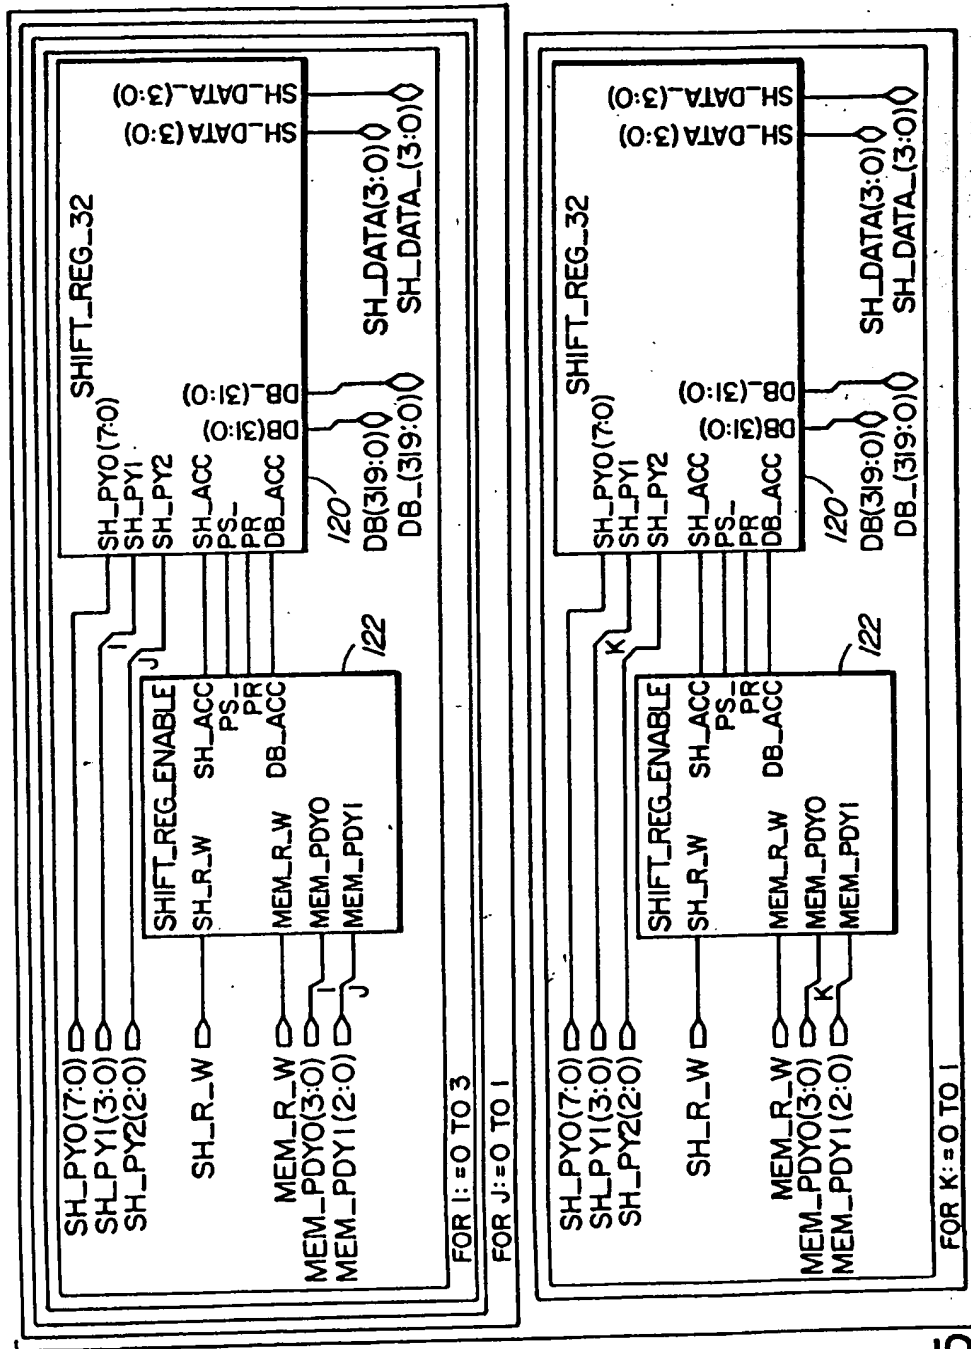 SHIFT_REG_32
SH_PY0(7:0)
SH_PY1
SH_PY2
SH_ACC
PS_
PR
DB_ACC
DB(31:0)
DB_(31:0)
SH_DATA(3:0)
SH_DATA_(3:0)
120
DB(319:0)
DB_(319:0)
SH_DATA(3:0)
SH_DATA_(3:0)
I
J
SHIFT_REG_ENABLE
SH_R_W
SH_ACC
PS_
PR
DB_ACC
MEM_R_W
MEM_PDY0
MEM_PDY1
122
SH_PY0(7:0)
SH_PY1(3:0)
SH_PY2(2:0)
SH_R_W
MEM_R_W
MEM_PDY0(3:0)
MEM_PDY1(2:0)
I
J
FOR I:=0 TO 3
FOR J:=0 TO 1
SHIFT_REG_32
SH_PY0(7:0)
SH_PY1
SH_PY2
SH_ACC
PS_
PR
DB_ACC
DB(31:0)
DB_(31:0)
SH_DATA(3:0)
SH_DATA_(3:0)
120
DB(319:0)
DB_(319:0)
SH_DATA(3:0)
SH_DATA_(3:0)
K
SHIFT_REG_ENABLE
SH_R_W
SH_ACC
PS_
PR
DB_ACC
MEM_R_W
MEM_PDY0
MEM_PDY1
122
SH_PY0(7:0)
SH_PY1(3:0)
SH_PY2(2:0)
SH_R_W
MEM_R_W
MEM_PDY0(3:0)
MEM_PDY1(2:0)
K
FOR K:=0 TO 1